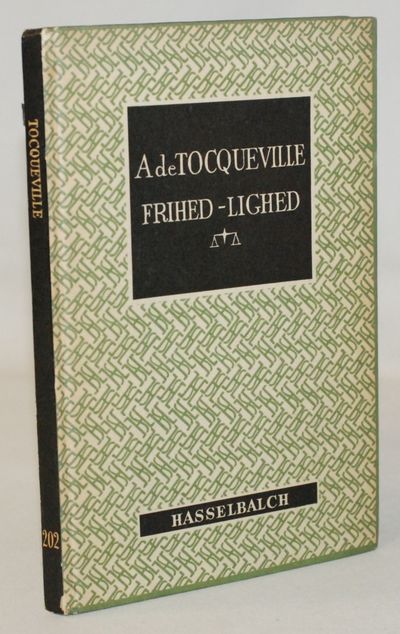 TOCQUEVILLE
202
A de TOCQUEVILLE
FRIHED-LIGHED
HASSELBALCH